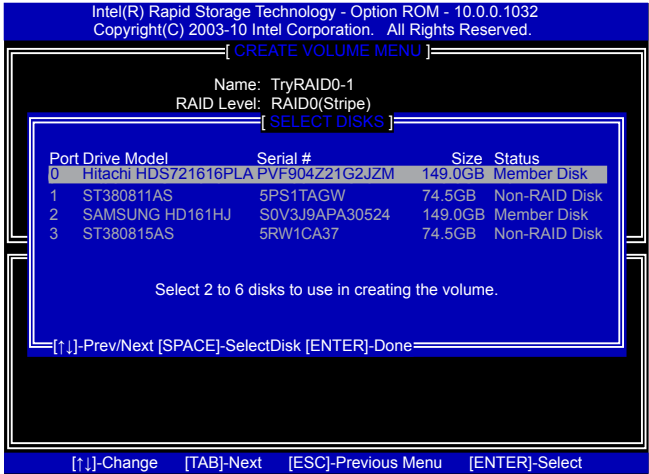 Intel(R) Rapid Storage Technology - Option ROM - 10.0.0.1032
Copyright(C) 2003-10 Intel Corporation. All Rights Reserved.
[ CREATE VOLUME MENU ]
Name: TryRAID0-1
RAID Level: RAID0(Stripe)
[ SELECT DISKS ]
Port Drive Model Serial # Size Status
0 Hitachi HDS721616PLA PVF904Z21G2JZM 149.0GB Member Disk
1 ST380811AS 5PS1TAGW 74.5GB Non-RAID Disk
2 SAMSUNG HD161HJ S0V3J9APA30524 149.0GB Member Disk
3 ST380815AS 5RW1CA37 74.5GB Non-RAID Disk
Select 2 to 6 disks to use in creating the volume.
[↑↓]-Prev/Next [SPACE]-SelectDisk [ENTER]-Done
[↑↓]-Change [TAB]-Next [ESC]-Previous Menu [ENTER]-Select